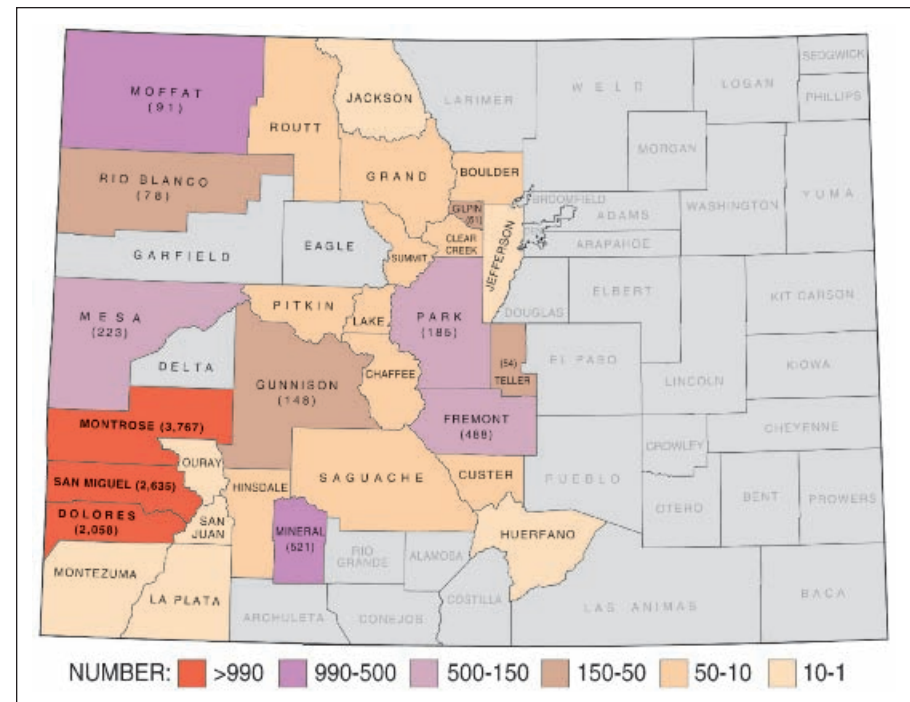 MOFFAT
(91)
ROUTT
JACKSON
LARIMER
WELD
LOGAN
SEDGWICK
PHILLIPS
MORGAN
RIO BLANCO
(78)
GRAND
BOULDER
GILPIN
(61)
BROOMFIELD
ADAMS
WASHINGTON
YUMA
GARFIELD
EAGLE
SUMMIT
CLEAR
CREEK
JEFFERSON
ARAPAHOE
DOUGLAS
ELBERT
KIT CARSON
MESA
(223)
PITKIN
LAKE
PARK
(185)
DELTA
GUNNISON
(148)
CHAFFEE
(54)
TELLER
EL PASO
LINCOLN
KIOWA
CHEYENNE
MONTROSE (3,767)
OURAY
FREMONT
(488)
CROWLEY
SAN MIGUEL (2,635)
HINSDALE
SAGUACHE
CUSTER
PUEBLO
OTERO
BENT
PROWERS
DOLORES
(2,058)
SAN
JUAN
MINERAL
(521)
RIO
GRANDE
ALAMOSA
HUERFANO
MONTEZUMA
LA PLATA
ARCHULETA
CONEJOS
COSTILLA
LAS ANIMAS
BACA
NUMBER: >990 990-500 500-150 150-50 50-10 10-1